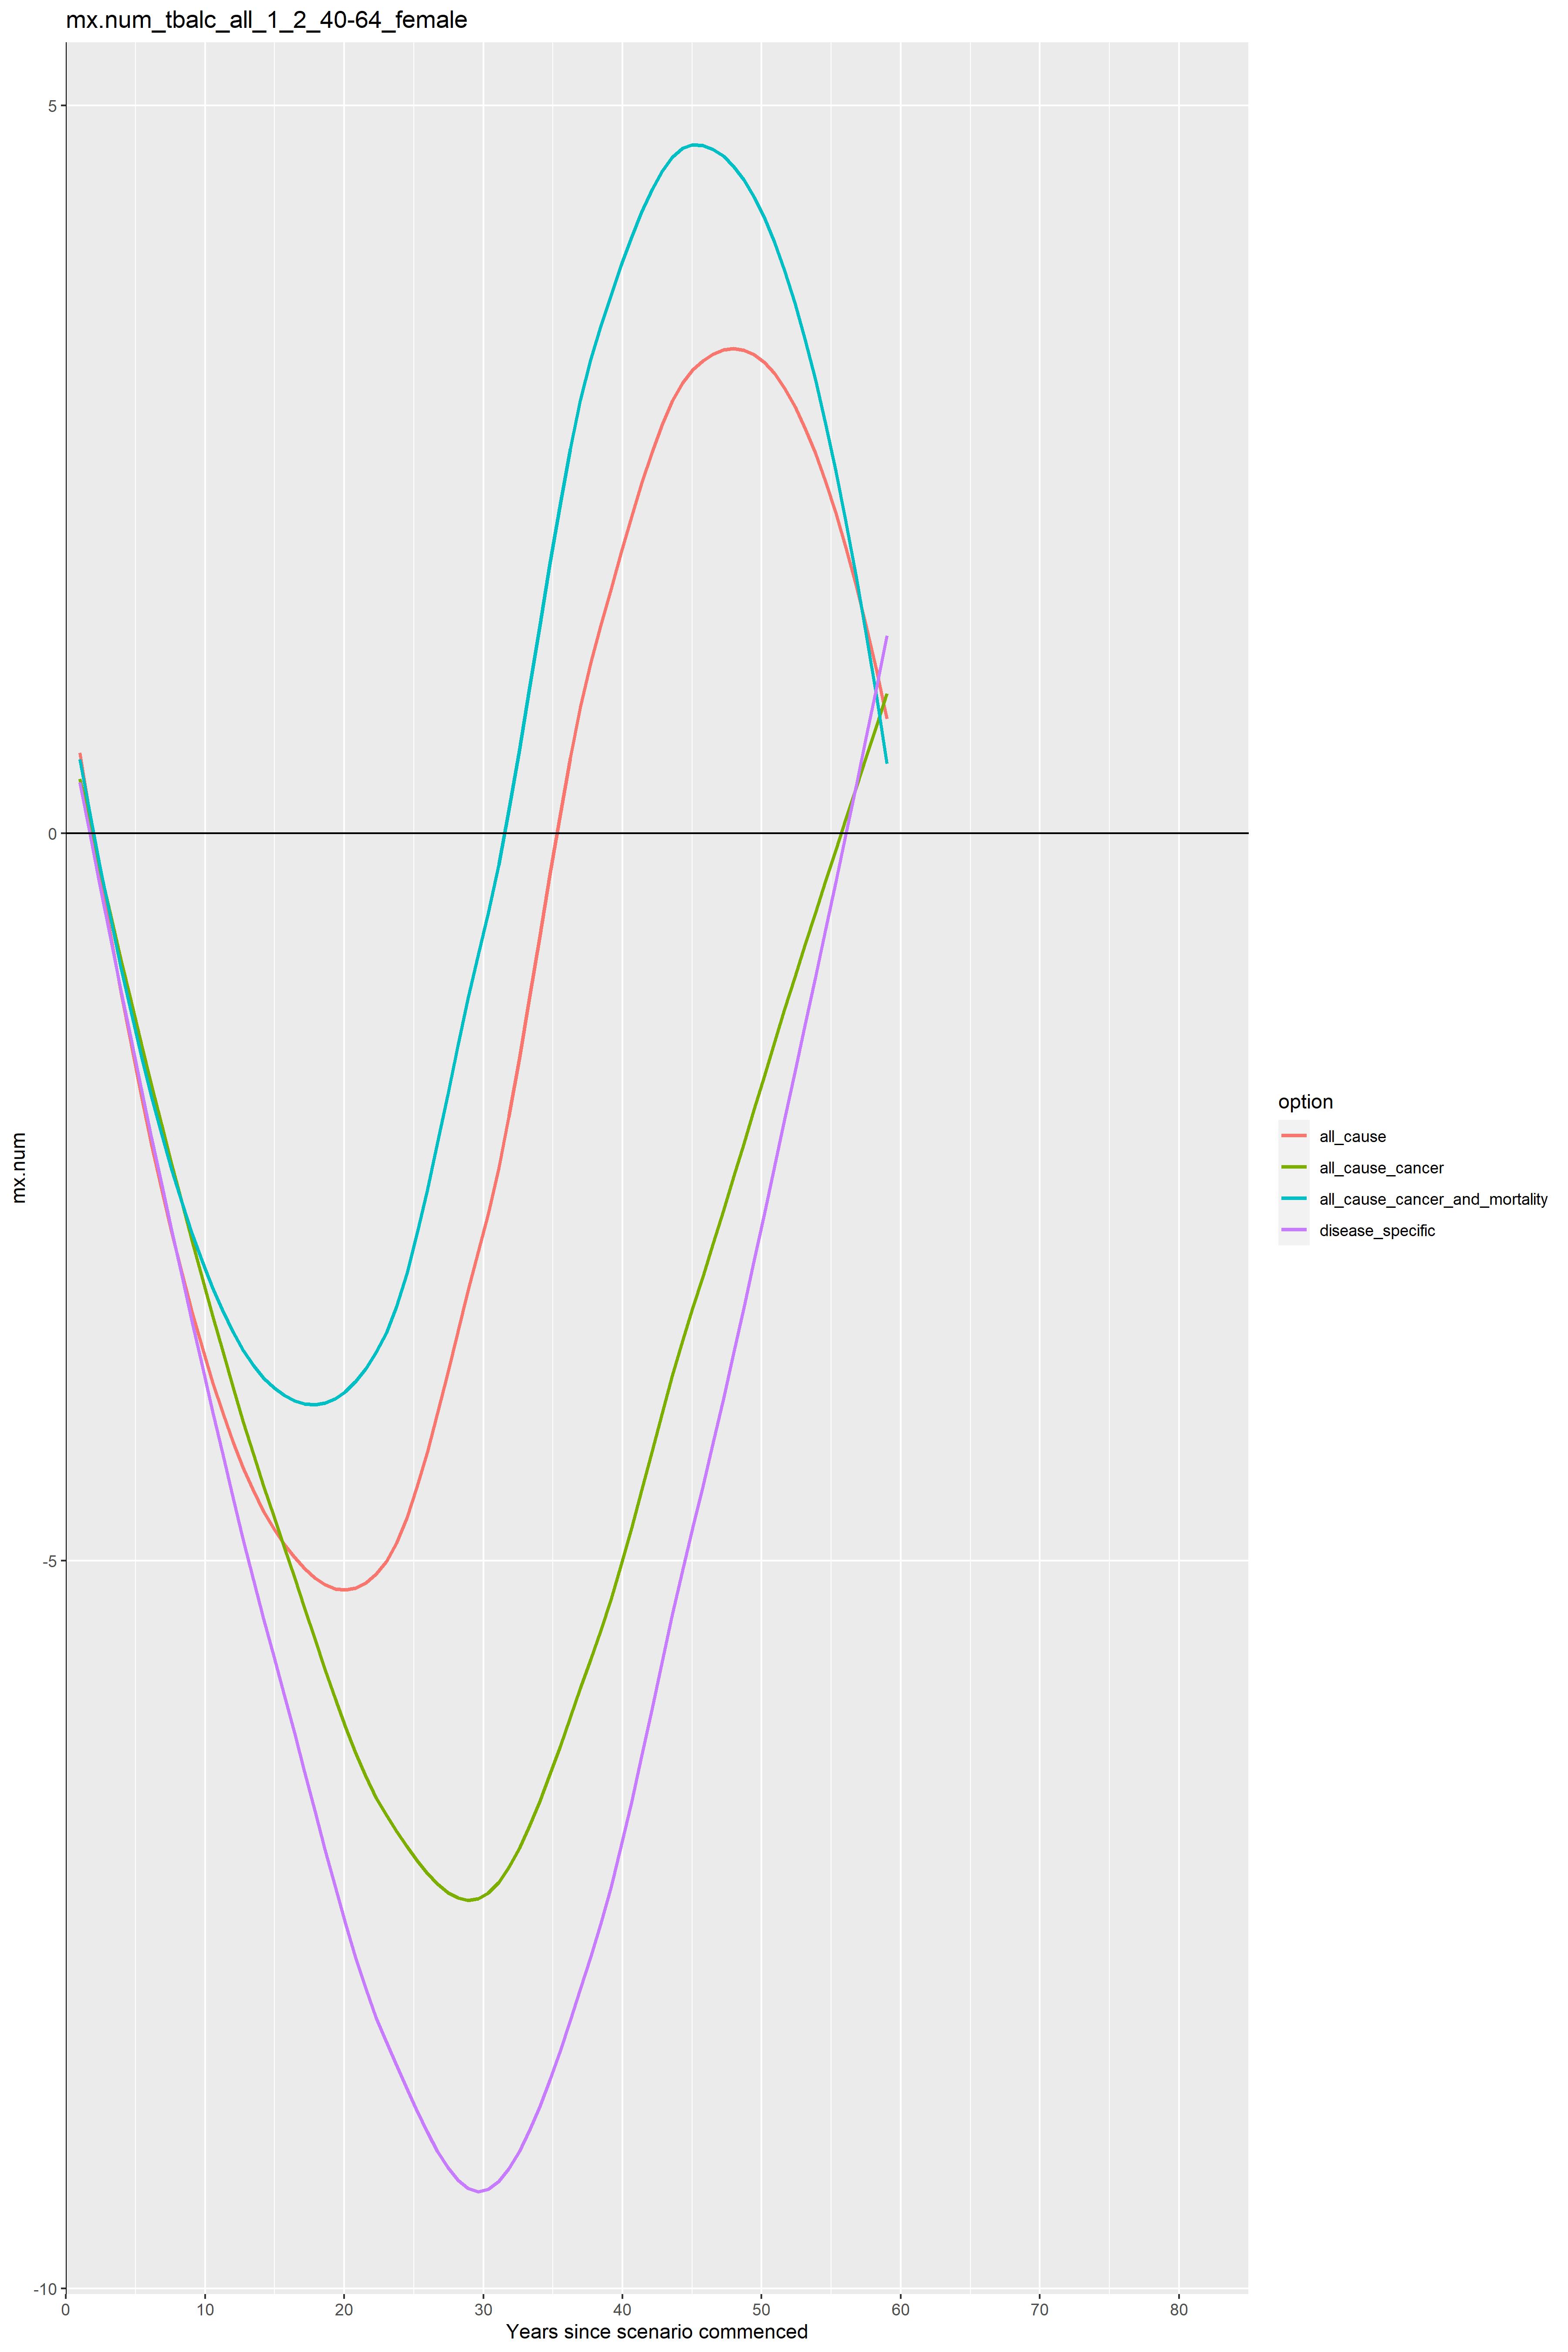 mx.num_tbalc_all_1_2_40-64_female
5
0
-5
-10
mx.num
0 10 20 30 40 50 60 70 80
Years since scenario commenced
option
all_cause
all_cause_cancer
all_cause_cancer_and_mortality
disease_specific